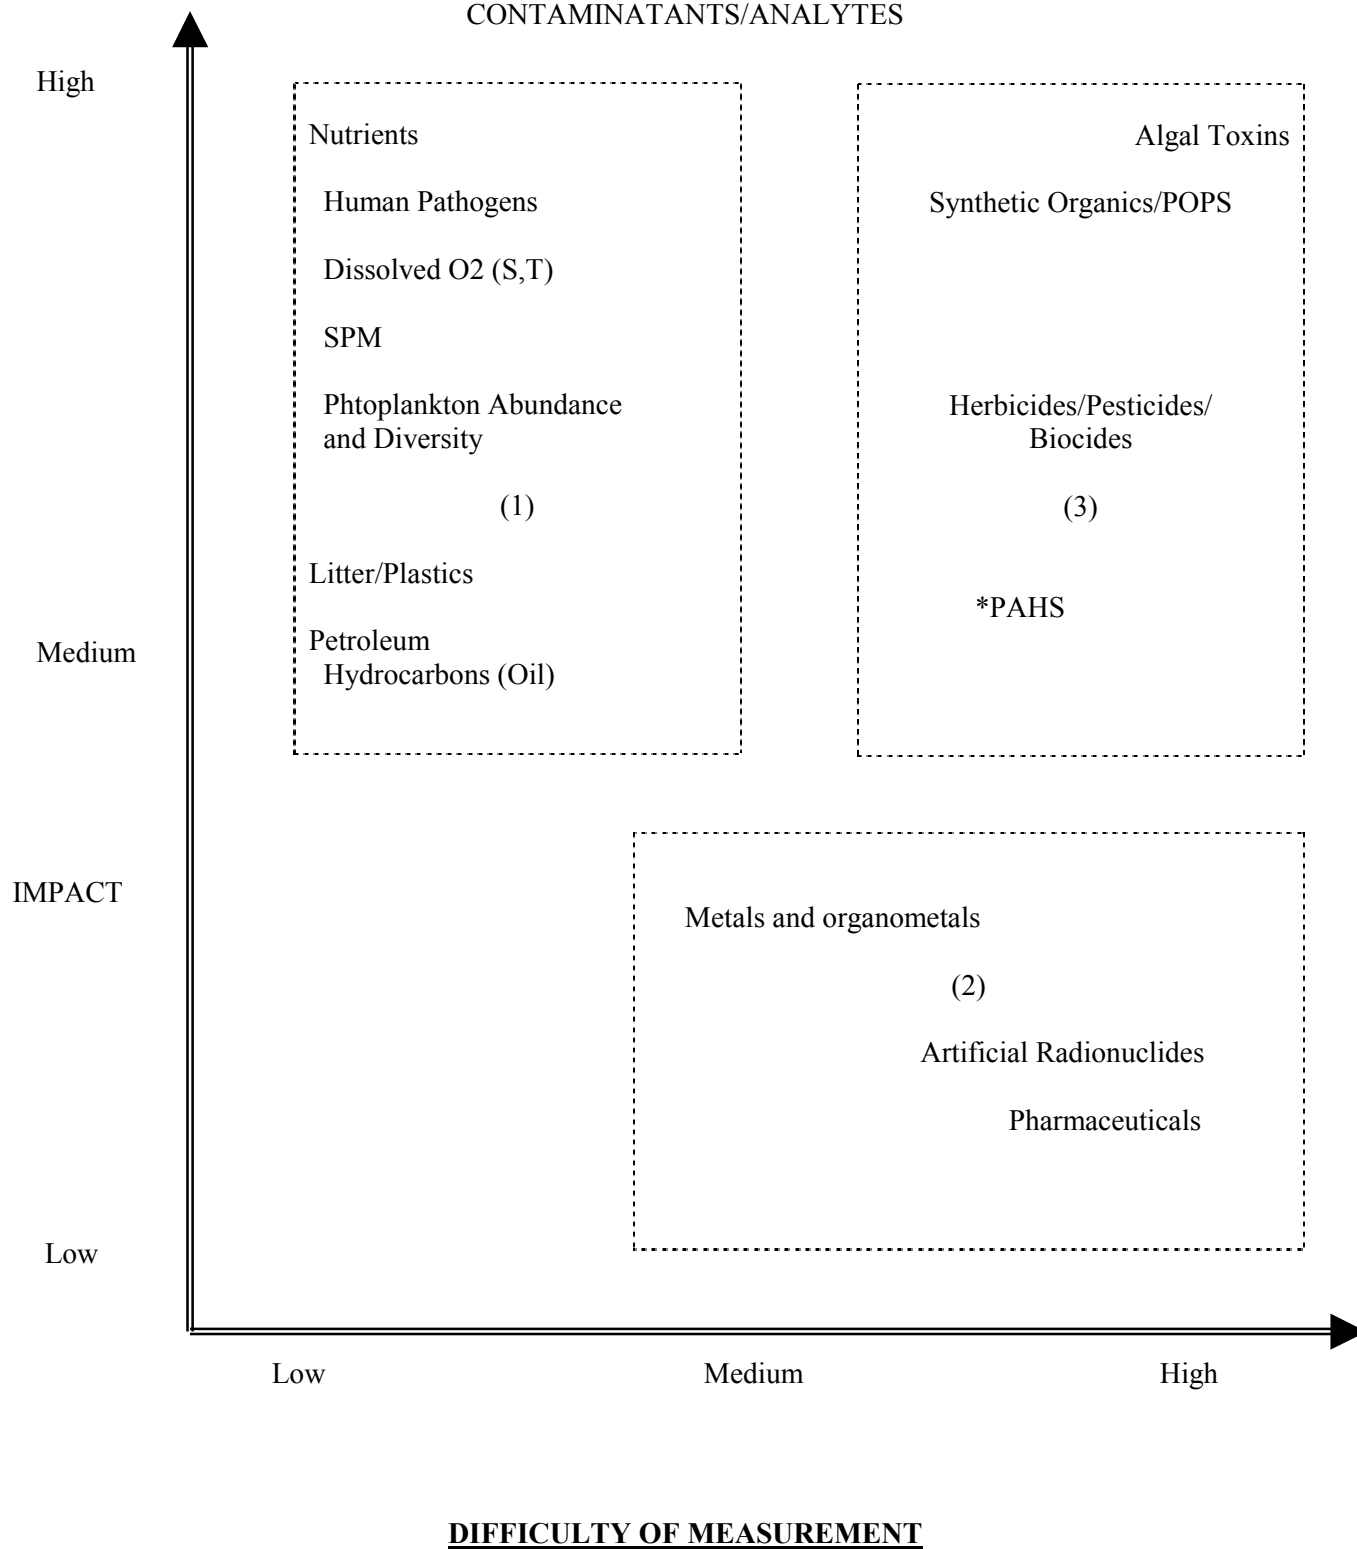 CONTAMINATANTS/ANALYTES
High
Nutrients
Algal Toxins
Human Pathogens
Synthetic Organics/POPS
Dissolved O2 (S,T)
SPM
Phtoplankton Abundance
and Diversity
Herbicides/Pesticides/
Biocides
(1)
(3)
Litter/Plastics
*PAHS
Medium
Petroleum
Hydrocarbons (Oil)
IMPACT
Metals and organometals
(2)
Artificial Radionuclides
Pharmaceuticals
Low
Low
Medium
High
DIFFICULTY OF MEASUREMENT